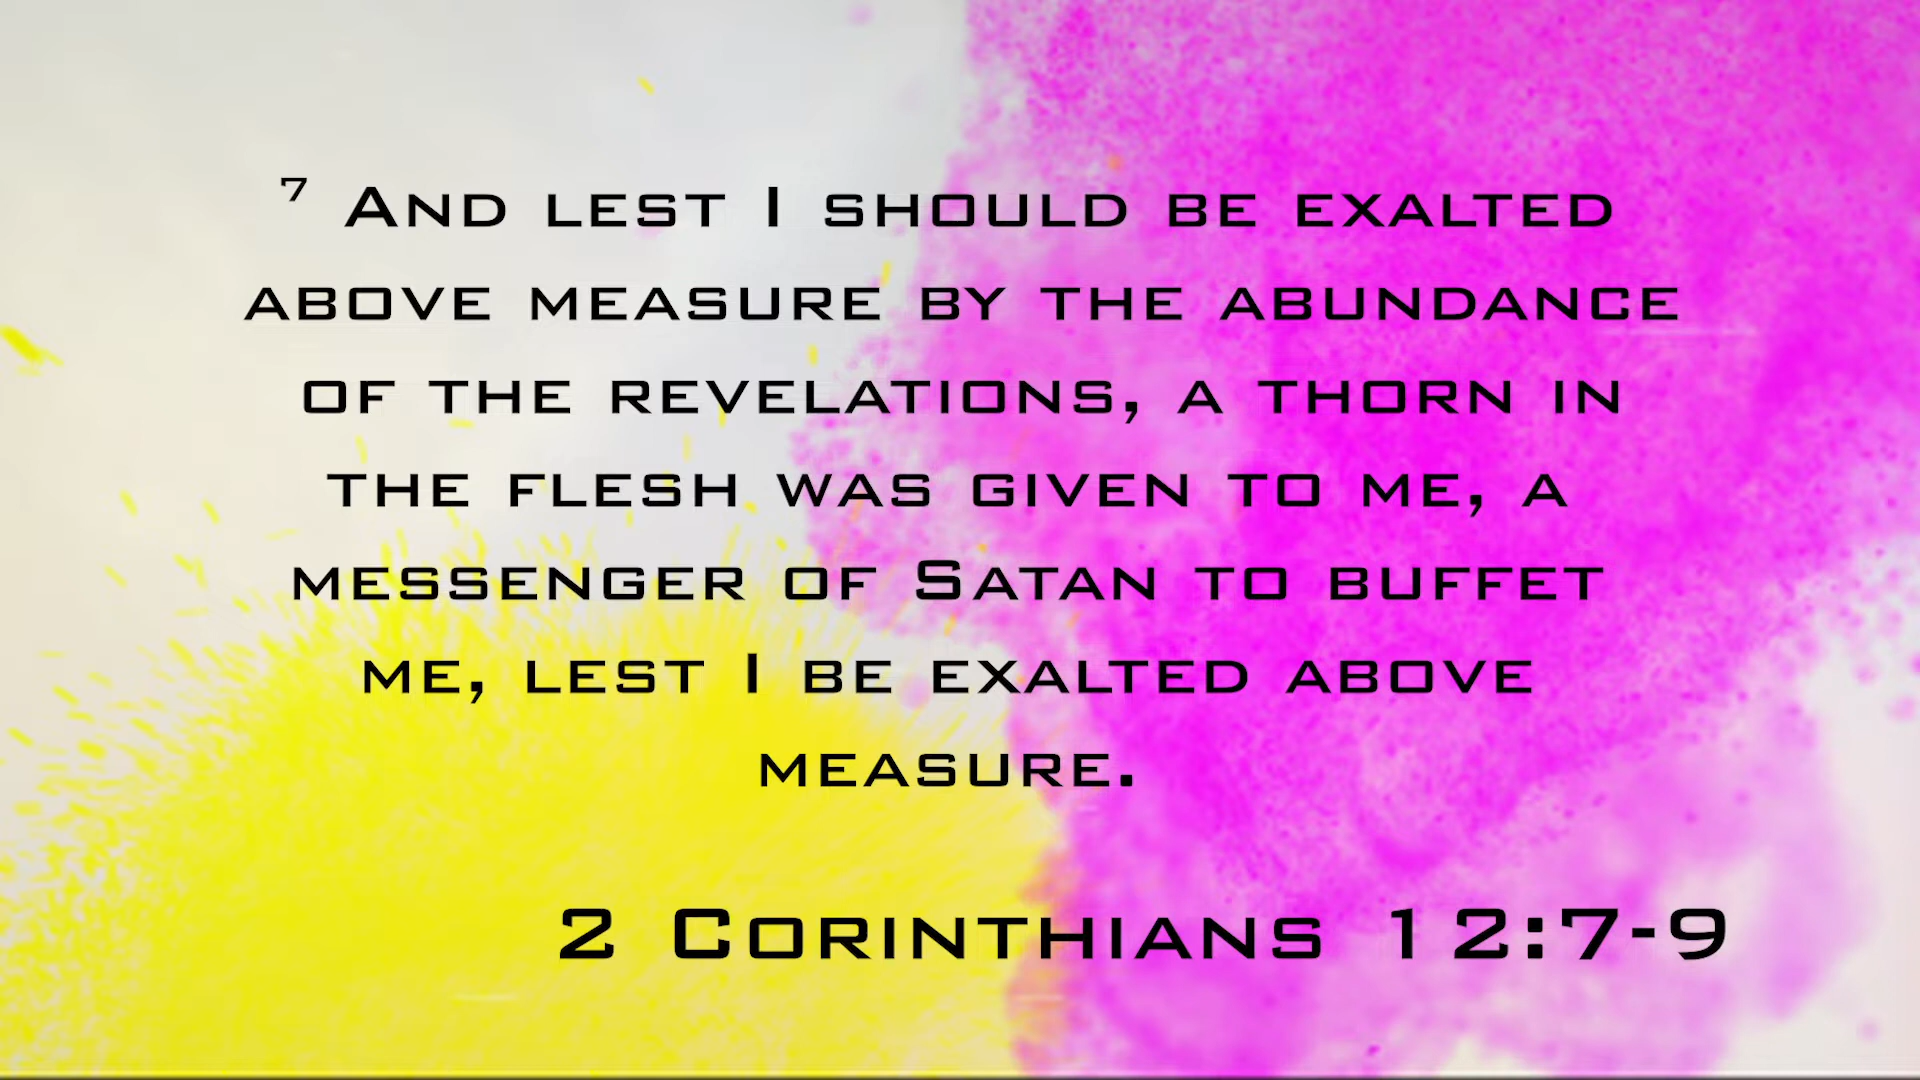 ⁷ And lest I should be exalted
above measure by the abundance
of the revelations, a thorn in
the flesh was given to me, a
messenger of Satan to buffet
me, lest I be exalted above
measure.
2 Corinthians 12:7-9